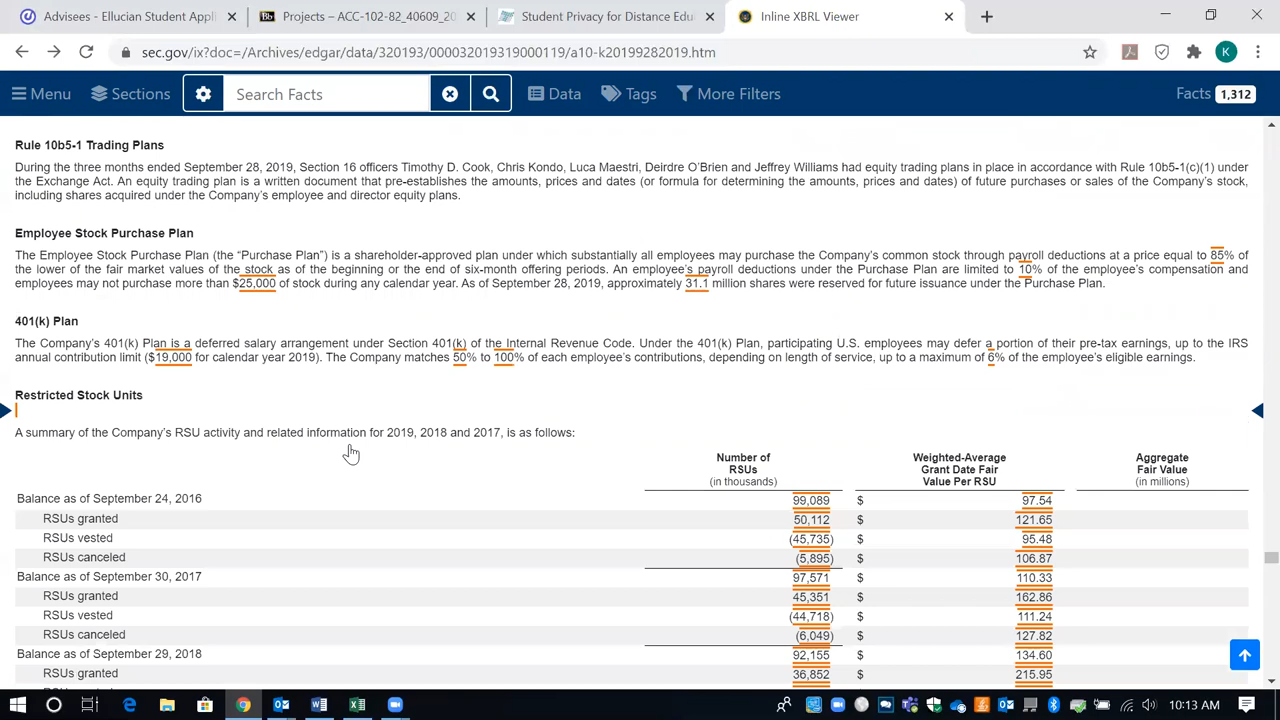 Advisees - Ellucian Student Appli
Projects – ACC-102-82_40609_20
Student Privacy for Distance Edu
Inline XBRL Viewer
sec.gov/ix?doc=/Archives/edgar/data/320193/000032019319000119/a10-k20199282019.htm
K
Menu
Sections
Search Facts
Data
Tags
More Filters
Facts 1,312
Rule 10b5-1 Trading Plans
During the three months ended September 28, 2019, Section 16 officers Timothy D. Cook, Chris Kondo, Luca Maestri, Deirdre O’Brien and Jeffrey Williams had equity trading plans in place in accordance with Rule 10b5-1(c)(1) under
the Exchange Act. An equity trading plan is a written document that pre-establishes the amounts, prices and dates (or formula for determining the amounts, prices and dates) of future purchases or sales of the Company’s stock,
including shares acquired under the Company’s employee and director equity plans.
Employee Stock Purchase Plan
The Employee Stock Purchase Plan (the “Purchase Plan”) is a shareholder-approved plan under which substantially all employees may purchase the Company’s common stock through payroll deductions at a price equal to 85% of
the lower of the fair market values of the stock as of the beginning or the end of six-month offering periods. An employee’s payroll deductions under the Purchase Plan are limited to 10% of the employee’s compensation and
employees may not purchase more than $25,000 of stock during any calendar year. As of September 28, 2019, approximately 31.1 million shares were reserved for future issuance under the Purchase Plan.
401(k) Plan
The Company’s 401(k) Plan is a deferred salary arrangement under Section 401(k) of the Internal Revenue Code. Under the 401(k) Plan, participating U.S. employees may defer a portion of their pre-tax earnings, up to the IRS
annual contribution limit ($19,000 for calendar year 2019). The Company matches 50% to 100% of each employee’s contributions, depending on length of service, up to a maximum of 6% of the employee’s eligible earnings.
Restricted Stock Units
A summary of the Company’s RSU activity and related information for 2019, 2018 and 2017, is as follows:
Number of RSUs (in thousands)
Weighted-Average Grant Date Fair Value Per RSU
Aggregate Fair Value (in millions)
Balance as of September 24, 2016 99,089 $ 97.54
RSUs granted 50,112 $ 121.65
RSUs vested (45,735) $ 95.48
RSUs canceled (5,895) $ 106.87
Balance as of September 30, 2017 97,571 $ 110.33
RSUs granted 45,351 $ 162.86
RSUs vested (44,718) $ 111.24
RSUs canceled (6,049) $ 127.82
Balance as of September 29, 2018 92,155 $ 134.60
RSUs granted 36,852 $ 215.95
10:13 AM